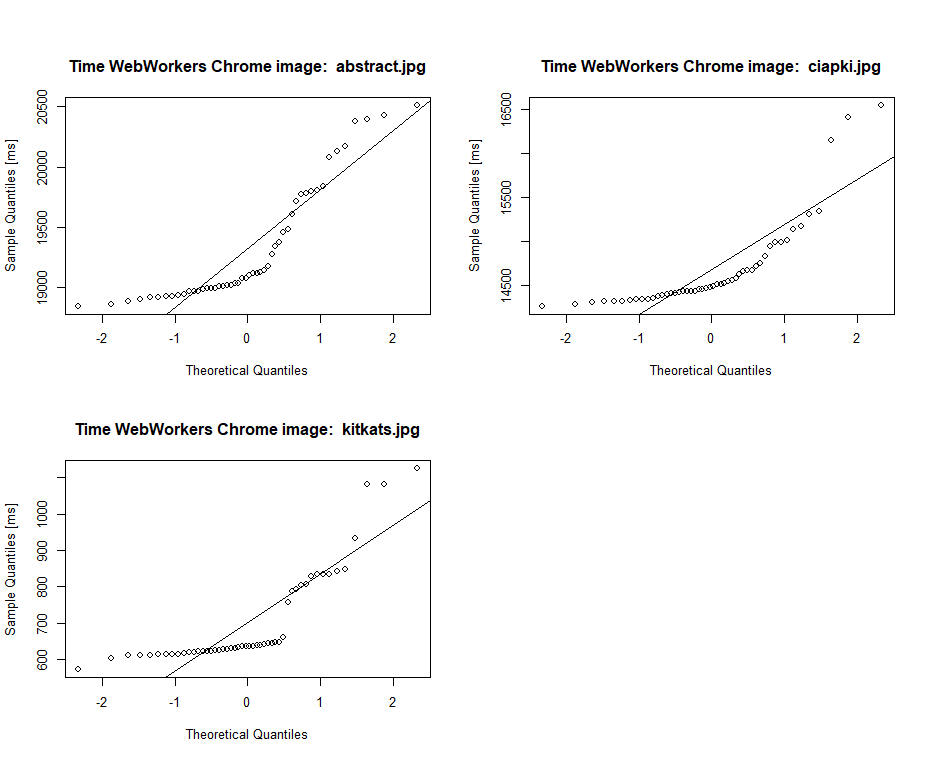 Time WebWorkers Chrome image:  abstract.jpg
Sample Quantiles [ms]
20500
20000
19500
19000
-2 -1 0 1 2
Theoretical Quantiles
Time WebWorkers Chrome image:  ciapki.jpg
Sample Quantiles [ms]
16500
15500
14500
-2 -1 0 1 2
Theoretical Quantiles
Time WebWorkers Chrome image:  kitkats.jpg
Sample Quantiles [ms]
1000
900
800
700
600
-2 -1 0 1 2
Theoretical Quantiles